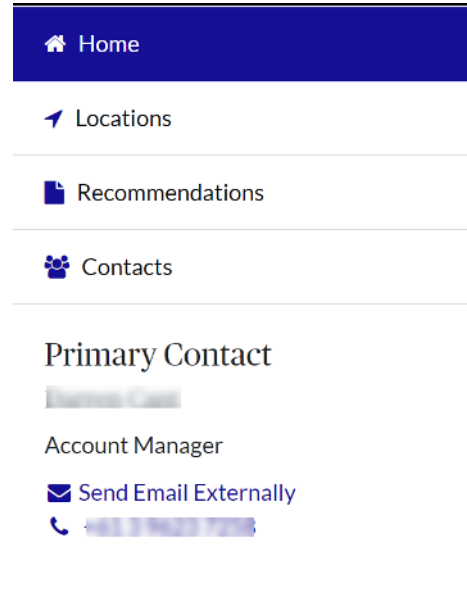 Home
Locations
Recommendations
Contacts
Primary Contact
Account Manager
Send Email Externally